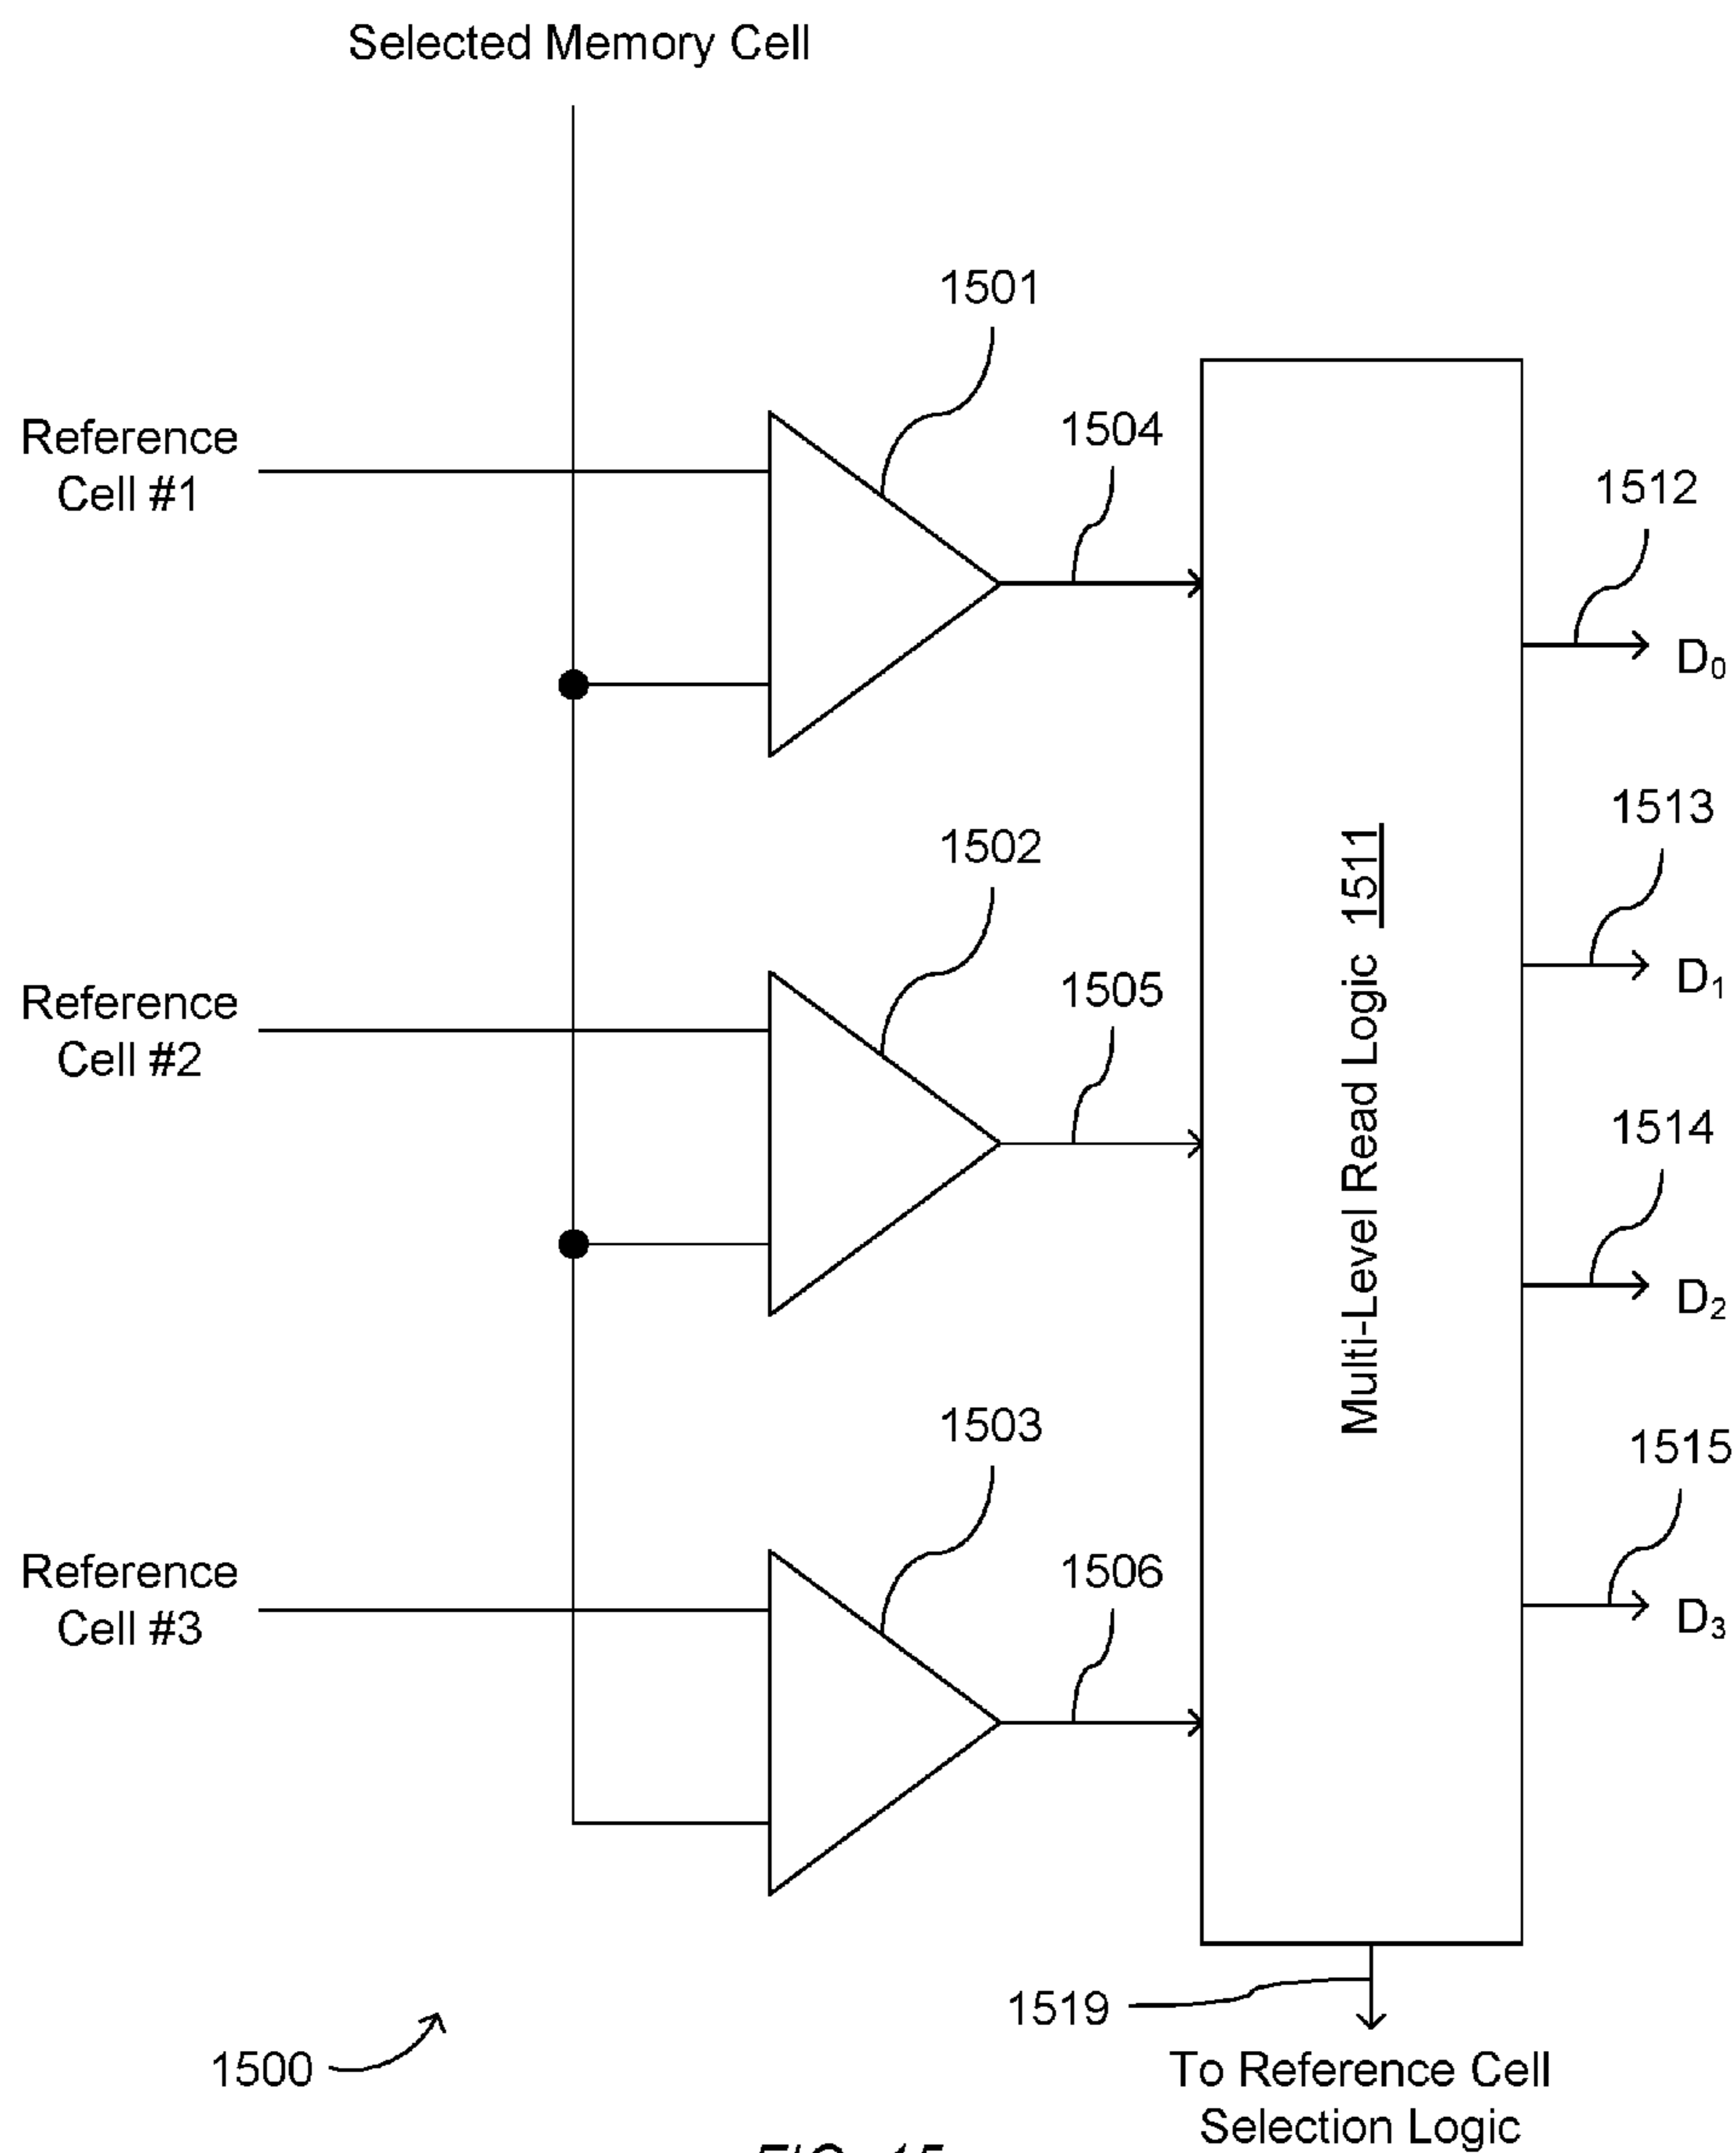 Selected Memory Cell
1501
Reference
Cell #1
1504
1512
D0
1513
D1
1502
Reference
Cell #2
1505
Multi-Level Read Logic 1511
1514
D2
1503
Reference
Cell #3
1506
1515
D3
1519
1500
To Reference Cell
Selection Logic
FIG. 15